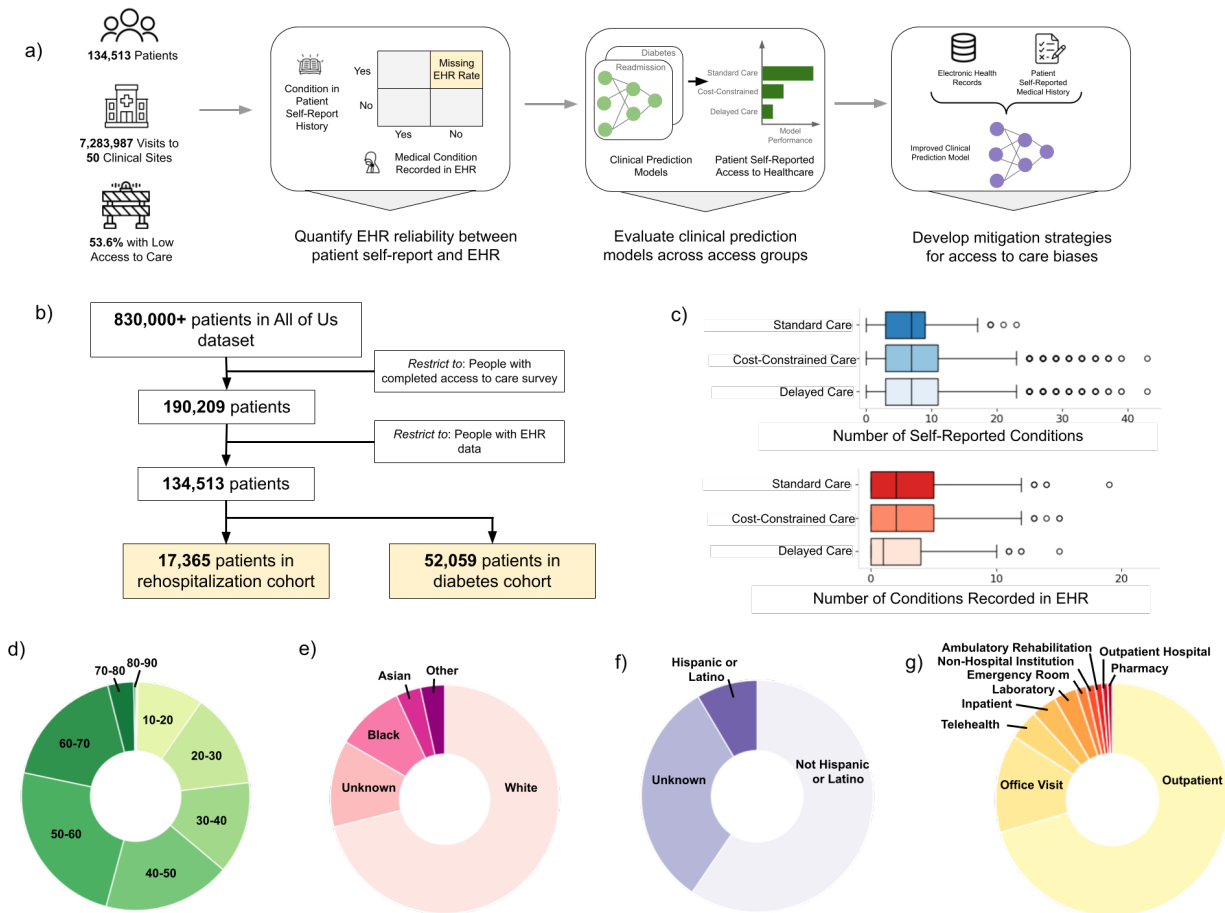 a)
134,513 Patients
7,283,987 Visits to
50 Clinical Sites
53.6% with Low
Access to Care
Condition in
Patient
Self-Report
History
Yes
No
Missing
EHR Rate
Yes
No
Medical Condition
Recorded in EHR
Quantify EHR reliability between
patient self-report and EHR
Diabetes
Readmission
Clinical Prediction
Models
Standard Care
Cost-Constrained
Delayed Care
Model
Performance
Patient Self-Reported
Access to Healthcare
Evaluate clinical prediction
models across access groups
Electronic Health
Records
Patient
Self-Reported
Medical History
Improved Clinical
Prediction Model
Develop mitigation strategies
for access to care biases
b)
830,000+ patients in All of Us
dataset
Restrict to: People with
completed access to care survey
190,209 patients
Restrict to: People with EHR
data
134,513 patients
17,365 patients in
rehospitalization cohort
52,059 patients in
diabetes cohort
c)
Standard Care
Cost-Constrained Care
Delayed Care
0 10 20 30 40
Number of Self-Reported Conditions
Standard Care
Cost-Constrained Care
Delayed Care
0 10 20
Number of Conditions Recorded in EHR
d)
80-90
70-80
10-20
60-70
20-30
30-40
50-60
40-50
e)
Other
Asian
Black
Unknown
White
f)
Hispanic or
Latino
Unknown
Not Hispanic
or Latino
g)
Ambulatory Rehabilitation
Outpatient Hospital
Non-Hospital Institution
Pharmacy
Emergency Room
Laboratory
Inpatient
Telehealth
Office Visit
Outpatient